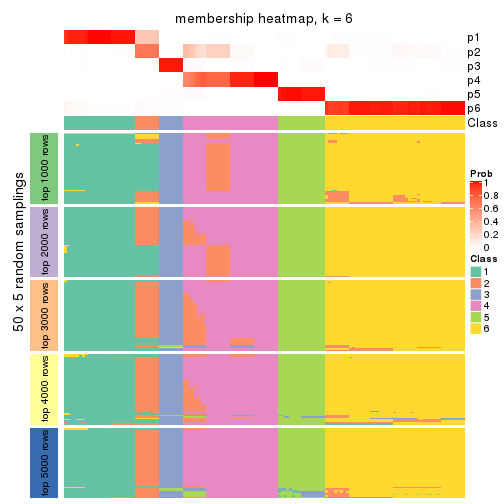 membership heatmap, k = 6
p1
p2
p3
p4
p5
p6
Class
50 x 5 random samplings
top 1000 rows
top 2000 rows
top 3000 rows
top 4000 rows
top 5000 rows
Prob
1
0.8
0.6
0.4
0.2
0
Class
1
2
3
4
5
6